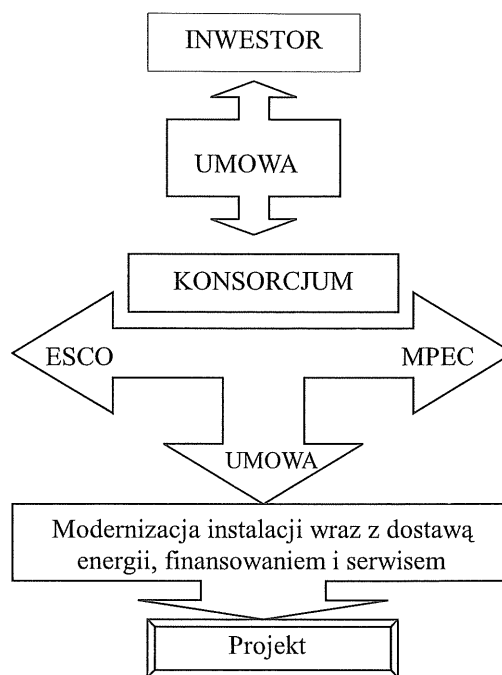 INWESTOR
UMOWA
KONSORCJUM
ESCO MPEC
UMOWA
Modernizacja instalacji wraz z dostawą
energii, finansowaniem i serwisem
Projekt